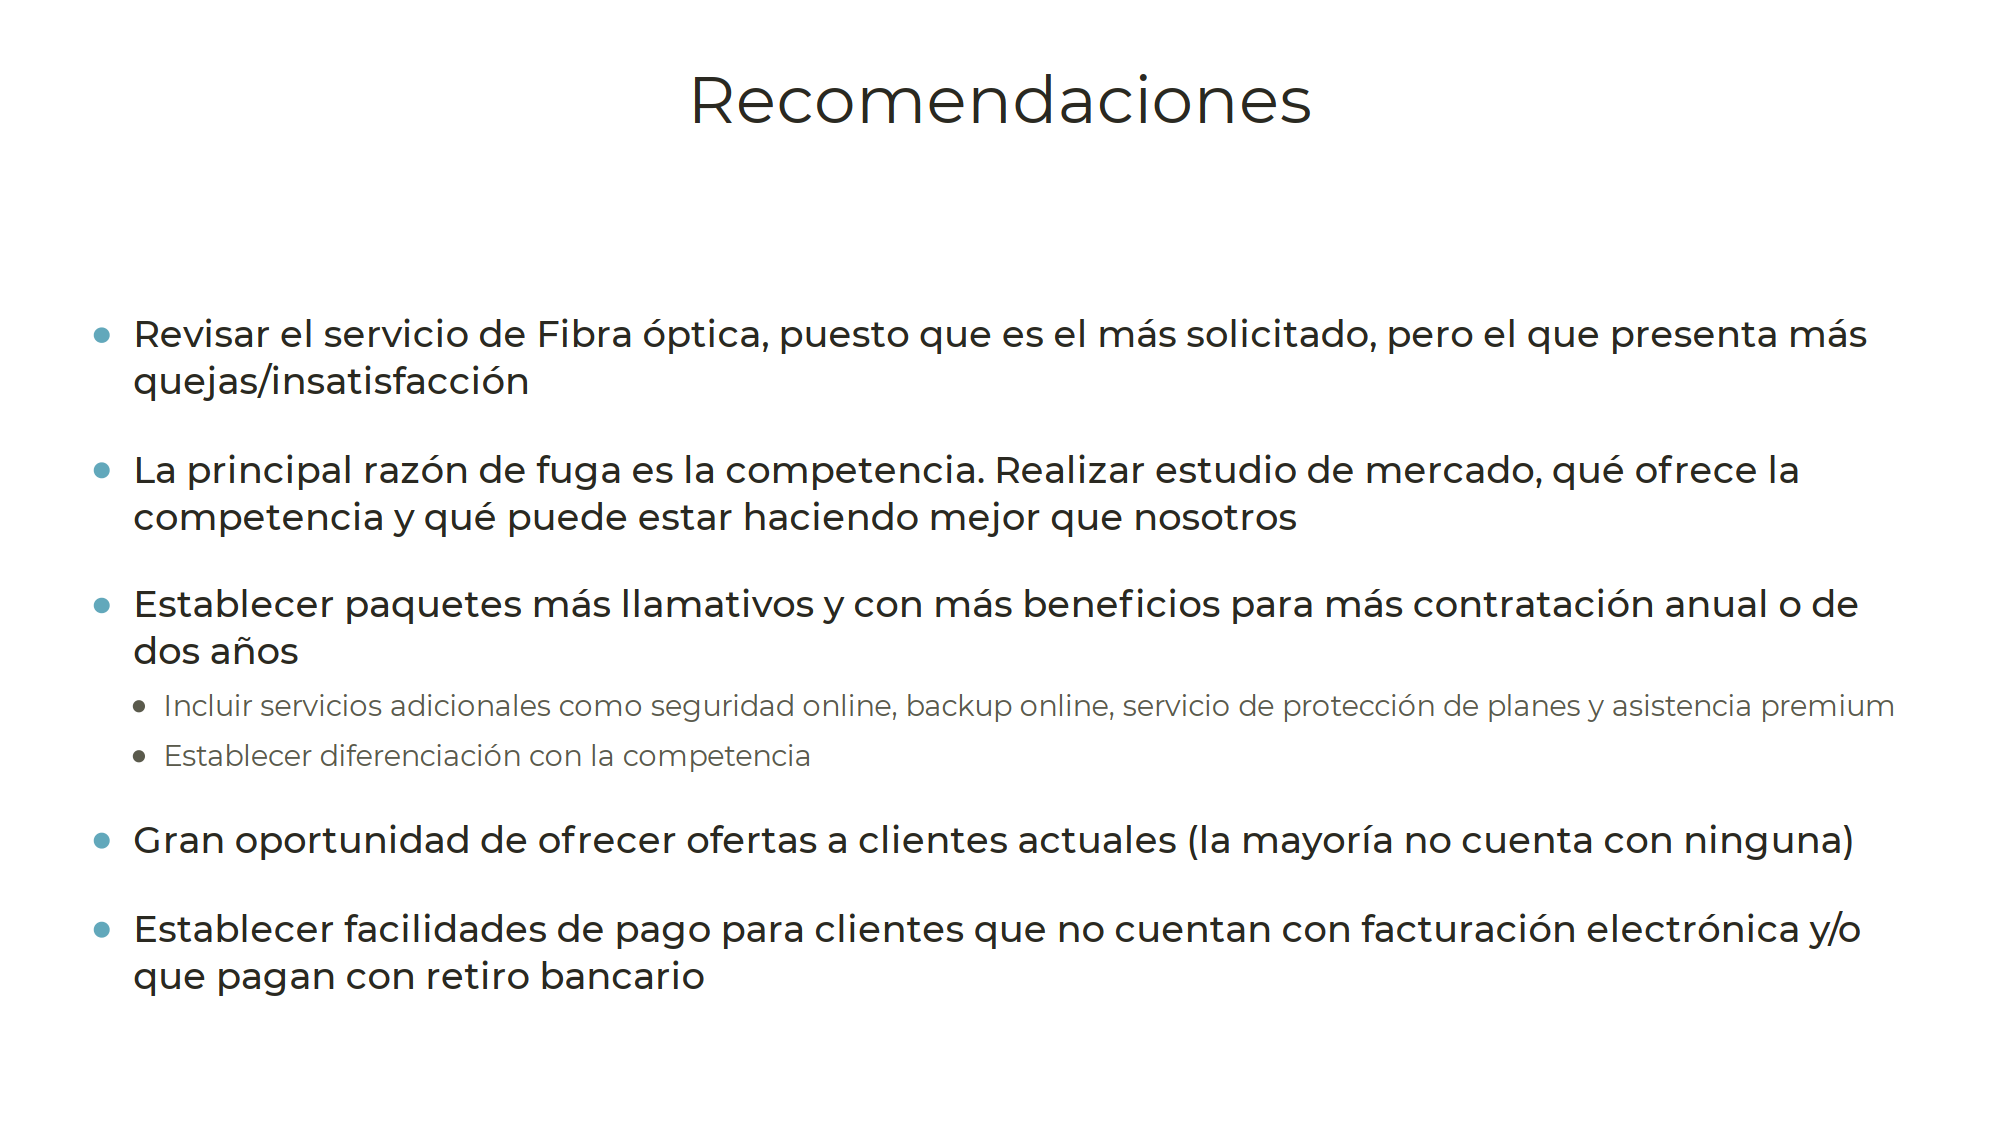 Recomendaciones
• Revisar el servicio de Fibra óptica, puesto que es el más solicitado, pero el que presenta más
quejas/insatisfacción
• La principal razón de fuga es la competencia. Realizar estudio de mercado, qué ofrece la
competencia y qué puede estar haciendo mejor que nosotros
• Establecer paquetes más llamativos y con más beneficios para más contratación anual o de
dos años
• Incluir servicios adicionales como seguridad online, backup online, servicio de protección de planes y asistencia premium
• Establecer diferenciación con la competencia
• Gran oportunidad de ofrecer ofertas a clientes actuales (la mayoría no cuenta con ninguna)
• Establecer facilidades de pago para clientes que no cuentan con facturación electrónica y/o
que pagan con retiro bancario